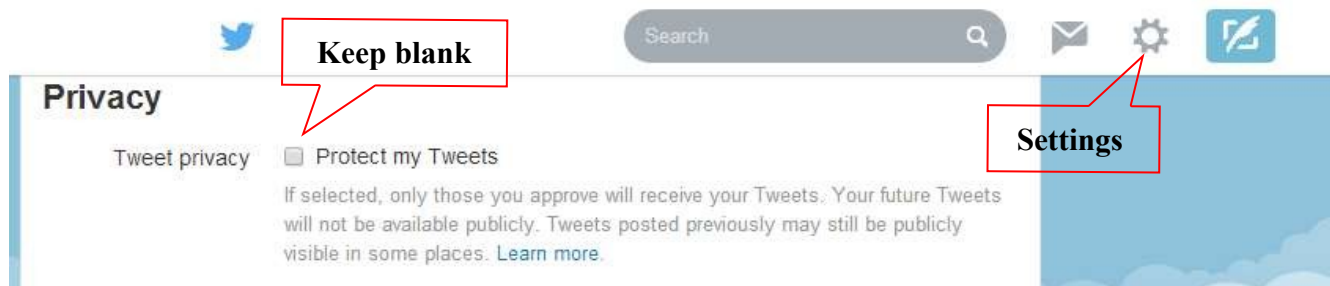 Search
Keep blank
Privacy
Settings
Tweet privacy
Protect my Tweets
If selected, only those you approve will receive your Tweets. Your future Tweets
will not be available publicly. Tweets posted previously may still be publicly
visible in some places. Learn more.